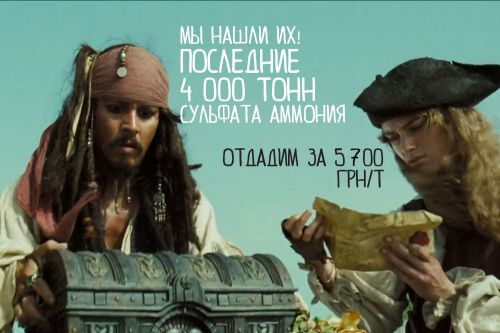 МЫ НАШЛИ ИХ!
ПОСЛЕДНИЕ
4 000 ТОНН
СУЛЬФАТА АММОНИЯ
ОТДАДИМ ЗА 5 700
ГРН/Т